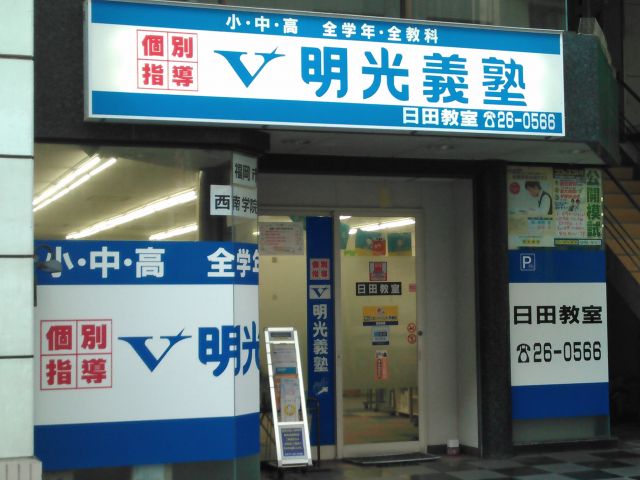 小・中・高 全学年・全教科
個別
指導
明光義塾
日田教室 ☎26-0566
西南学院
小・中・高 全学年
個別
指導
明光
個別
指導
明光義塾
日田教室
公開模試
P
日田教室
☎26-0566